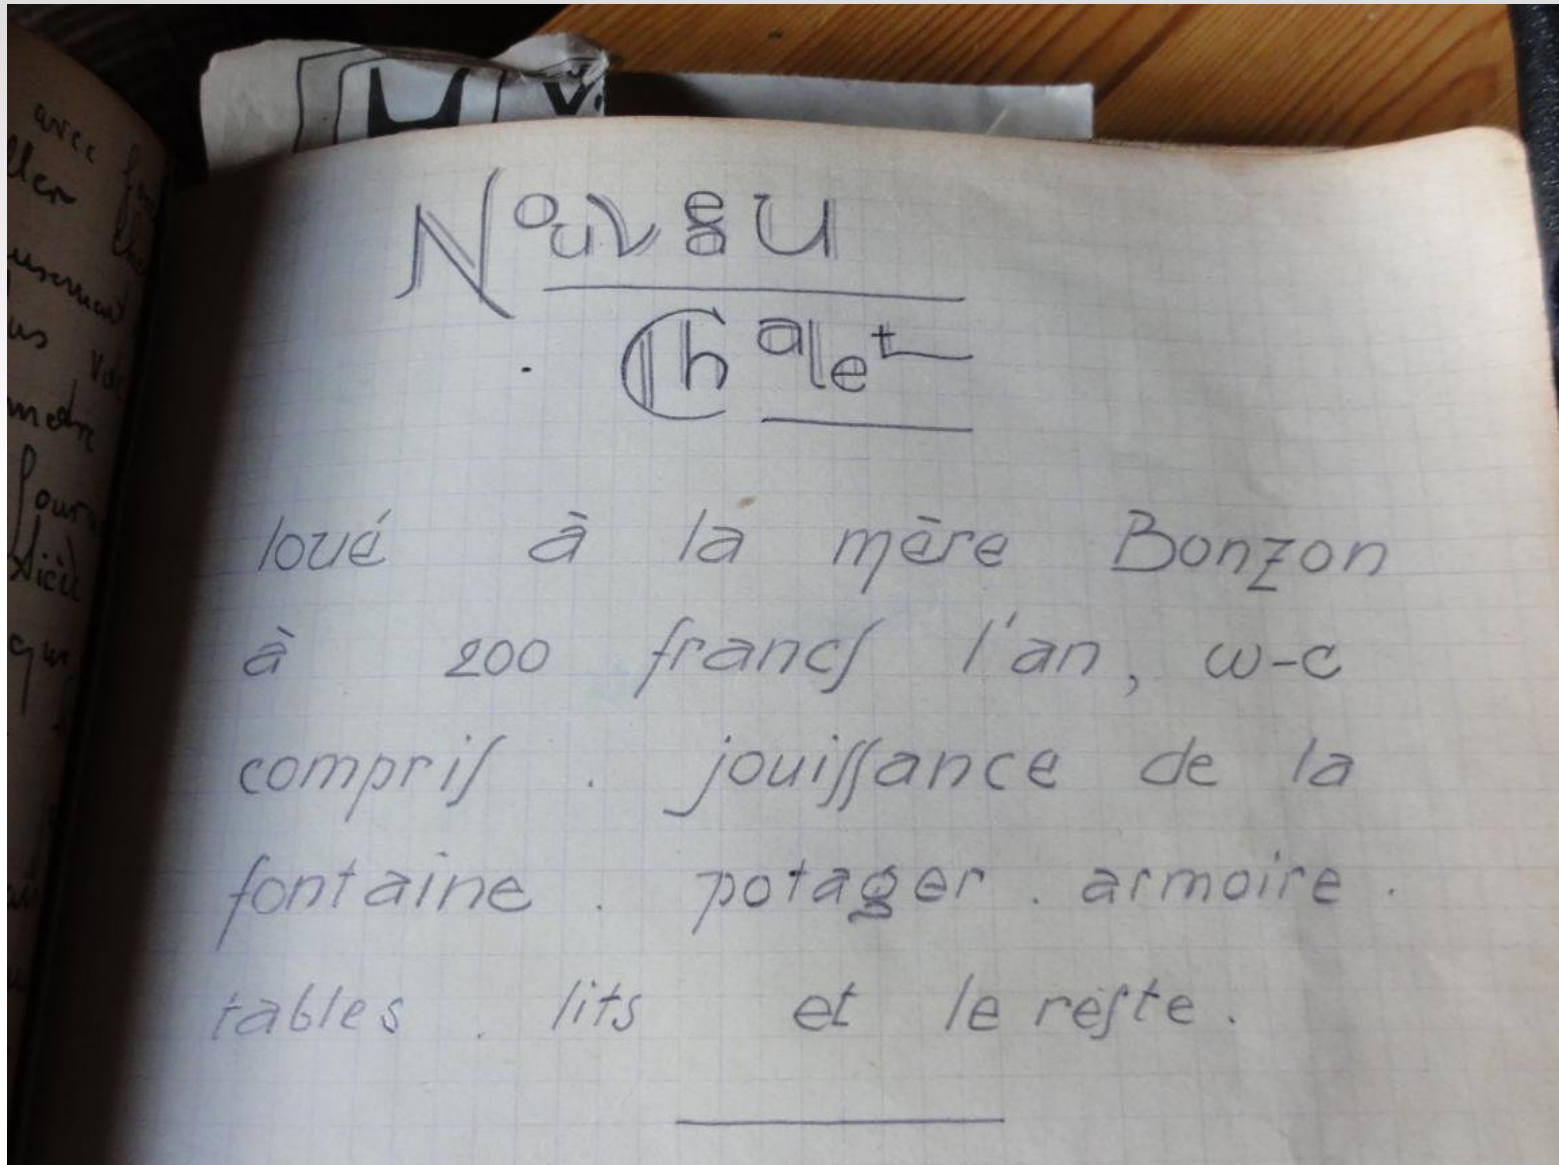 avec
Nouveau
Chalet
loué à la mère Bonzon
à 200 francs l'an, w-c
compris . jouissance de la
fontaine . potager . armoire .
tables . lits et le reste .